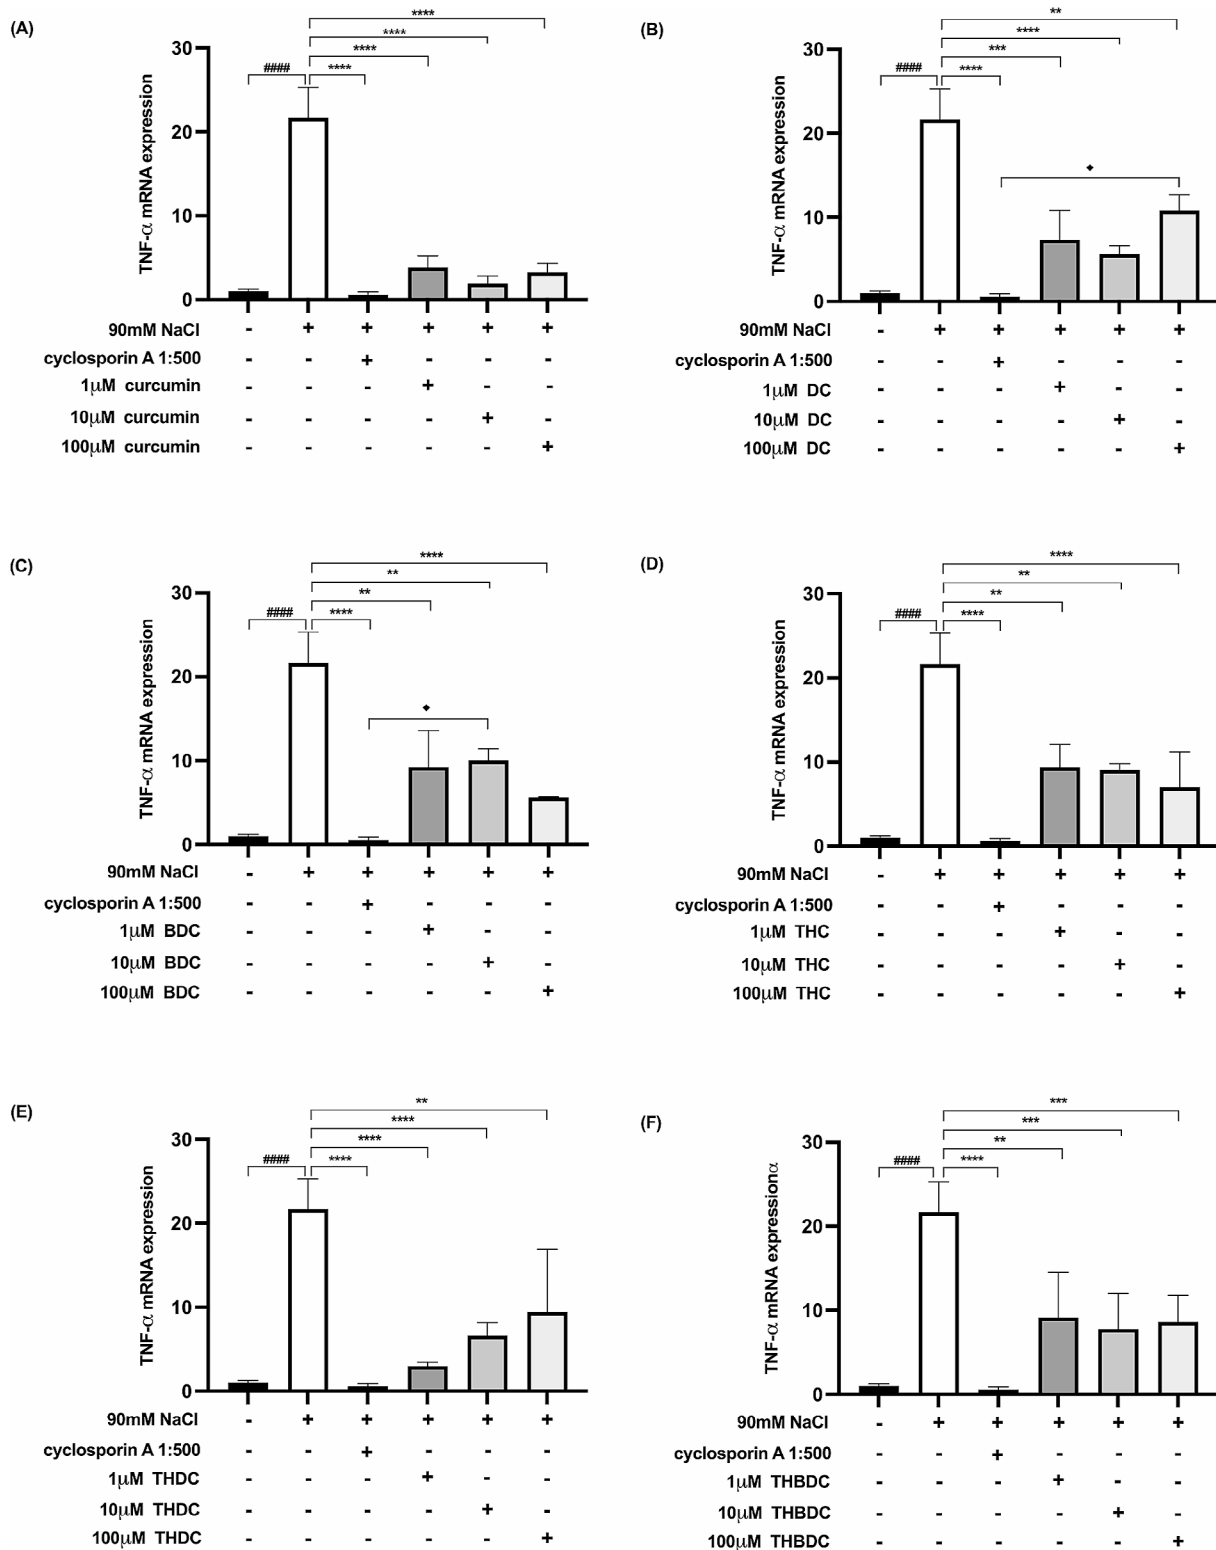 (A)
****
****
****
####
****
TNF-α mRNA expression
30
20
10
0
90mM NaCl - + + + + +
cyclosporin A 1:500 - - + - - -
1μM curcumin - - - + - -
10μM curcumin - - - - + -
100μM curcumin - - - - - +
(B)
**
****
***
####
****
◆
TNF-α mRNA expression
30
20
10
0
90mM NaCl - + + + + +
cyclosporin A 1:500 - - + - - -
1μM DC - - - + - -
10μM DC - - - - + -
100μM DC - - - - - +
(C)
****
**
**
####
****
◆
TNF-α mRNA expression
30
20
10
0
90mM NaCl - + + + + +
cyclosporin A 1:500 - - + - - -
1μM BDC - - - + - -
10μM BDC - - - - + -
100μM BDC - - - - - +
(D)
****
**
**
####
****
TNF-α mRNA expression
30
20
10
0
90mM NaCl - + + + + +
cyclosporin A 1:500 - - + - - -
1μM THC - - - + - -
10μM THC - - - - + -
100μM THC - - - - - +
(E)
**
****
****
####
****
TNF-α mRNA expression
30
20
10
0
90mM NaCl - + + + + +
cyclosporin A 1:500 - - + - - -
1μM THDC - - - + - -
10μM THDC - - - - + -
100μM THDC - - - - - +
(F)
***
***
**
####
****
TNF-α mRNA expressionα
30
20
10
0
90mM NaCl - + + + + +
cyclosporin A 1:500 - - + - - -
1μM THBDC - - - + - -
10μM THBDC - - - - + -
100μM THBDC - - - - - +